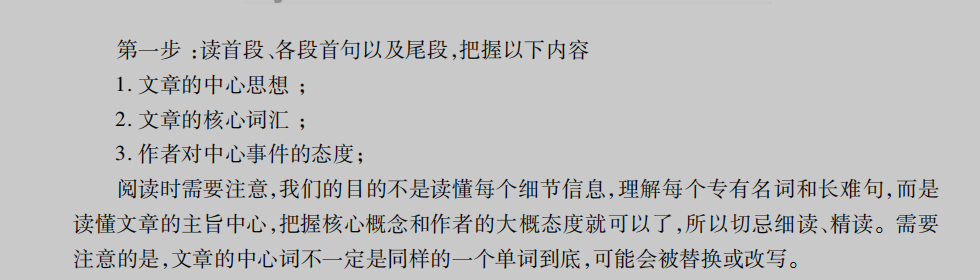 第一步 :读首段、各段首句以及尾段,把握以下内容
1. 文章的中心思想 ;
2. 文章的核心词汇 ;
3. 作者对中心事件的态度;
阅读时需要注意,我们的目的不是读懂每个细节信息,理解每个专有名词和长难句,而是
读懂文章的主旨中心,把握核心概念和作者的大概态度就可以了,所以切忌细读、精读。需要
注意的是,文章的中心词不一定是同样的一个单词到底,可能会被替换或改写。